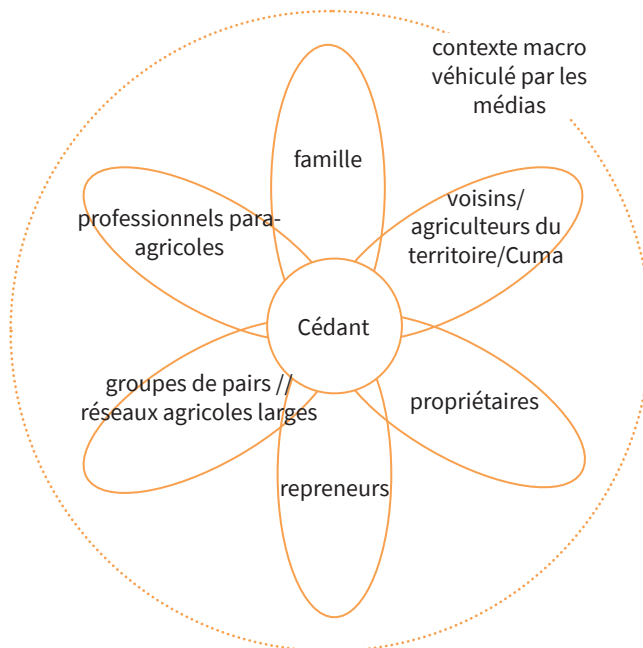 contexte macro
véhiculé par les
médias
famille
voisins/
agriculteurs du
territoire/Cuma
professionnels para-
agricoles
Cédant
groupes de pairs //
réseaux agricoles larges
propriétaires
repreneurs